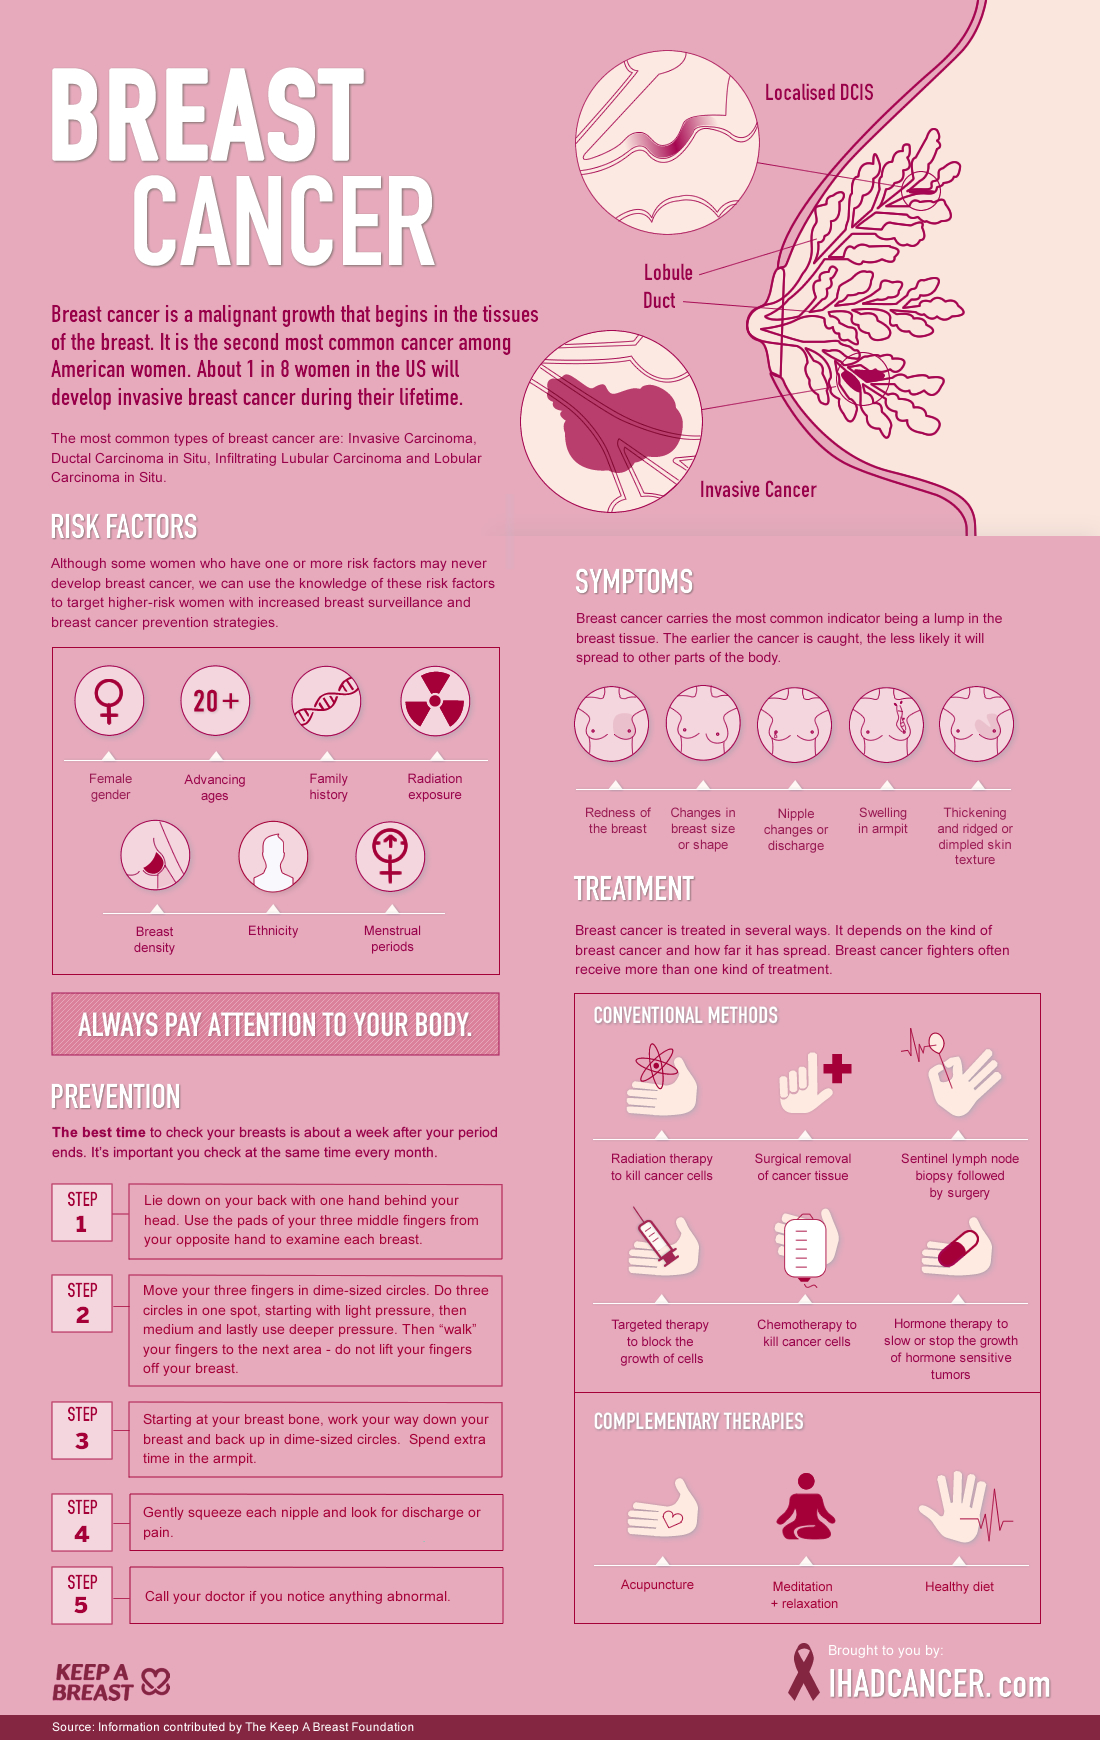 BREAST
CANCER
Localised DCIS
Lobule
Duct
Invasive Cancer
Breast cancer is a malignant growth that begins in the tissues
of the breast. It is the second most common cancer among
American women. About 1 in 8 women in the US will
develop invasive breast cancer during their lifetime.
The most common types of breast cancer are: Invasive Carcinoma,
Ductal Carcinoma in Situ, Infiltrating Lubular Carcinoma and Lobular
Carcinoma in Situ.
RISK FACTORS
Although some women who have one or more risk factors may never
develop breast cancer, we can use the knowledge of these risk factors
to target higher-risk women with increased breast surveillance and
breast cancer prevention strategies.
20+
Female
gender
Advancing
ages
Family
history
Radiation
exposure
Breast
density
Ethnicity
Menstrual
periods
ALWAYS PAY ATTENTION TO YOUR BODY.
PREVENTION
The best time to check your breasts is about a week after your period
ends. It's important you check at the same time every month.
STEP
1
Lie down on your back with one hand behind your
head. Use the pads of your three middle fingers from
your opposite hand to examine each breast.
STEP
2
Move your three fingers in dime-sized circles. Do three
circles in one spot, starting with light pressure, then
medium and lastly use deeper pressure. Then “walk”
your fingers to the next area - do not lift your fingers
off your breast.
STEP
3
Starting at your breast bone, work your way down your
breast and back up in dime-sized circles.  Spend extra
time in the armpit.
STEP
4
Gently squeeze each nipple and look for discharge or
pain.
STEP
5
Call your doctor if you notice anything abnormal.
SYMPTOMS
Breast cancer carries the most common indicator being a lump in the
breast tissue. The earlier the cancer is caught, the less likely it will
spread to other parts of the body.
Redness of
the breast
Changes in
breast size
or shape
Nipple
changes or
discharge
Swelling
in armpit
Thickening
and ridged or
dimpled skin
texture
TREATMENT
Breast cancer is treated in several ways. It depends on the kind of
breast cancer and how far it has spread. Breast cancer fighters often
receive more than one kind of treatment.
CONVENTIONAL METHODS
Radiation therapy
to kill cancer cells
Surgical removal
of cancer tissue
Sentinel lymph node
biopsy followed
by surgery
Targeted therapy
to block the
growth of cells
Chemotherapy to
kill cancer cells
Hormone therapy to
slow or stop the growth
of hormone sensitive
tumors
COMPLEMENTARY THERAPIES
Acupuncture
Meditation
+ relaxation
Healthy diet
KEEP A
BREAST
Brought to you by:
IHADCANCER. com
Source: Information contributed by The Keep A Breast Foundation